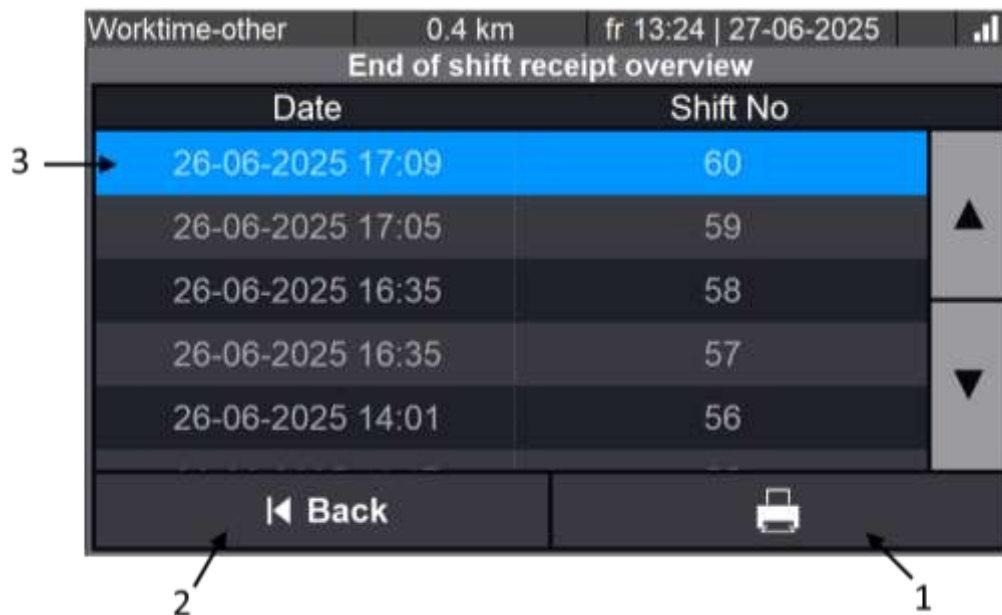 Worktime-other 0.4 km fr 13:24 | 27-06-2025
End of shift receipt overview
Date Shift No
3 26-06-2025 17:09 60
26-06-2025 17:05 59
26-06-2025 16:35 58
26-06-2025 16:35 57
26-06-2025 14:01 56
Back
2 1